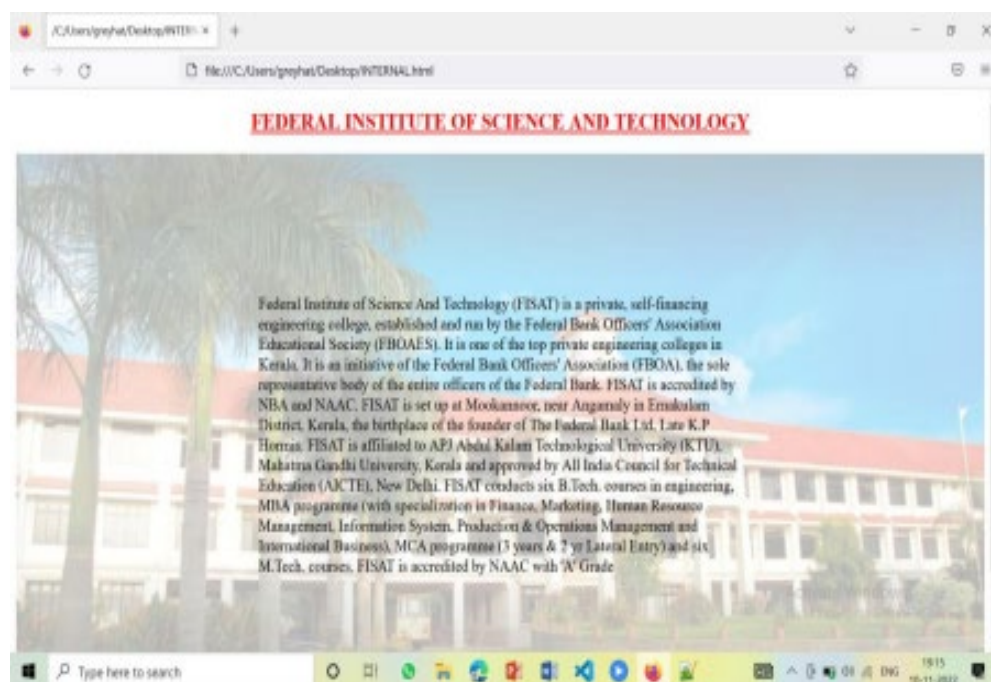 /C:/Users/greyhat/Desktop/INTERN
file:///C:/Users/greyhat/Desktop/INTERNAL.html
FEDERAL INSTITUTE OF SCIENCE AND TECHNOLOGY
Federal Institute of Science And Technology (FISAT) is a private, self-financing
engineering college, established and run by the Federal Bank Officers' Association
Educational Society (FBOAES). It is one of the top private engineering colleges in
Kerala. It is an initiative of the Federal Bank Officers' Association (FBOA), the sole
representative body of the entire officers of the Federal Bank. FISAT is accredited by
NBA and NAAC. FISAT is set up at Mookannoor, near Angamaly in Ernakulam
District, Kerala, the birthplace of the founder of The Federal Bank Ltd. Late K.P
Hormis. FISAT is affiliated to APJ Abdul Kalam Technological University (KTU),
Mahatma Gandhi University, Kerala and approved by All India Council for Technical
Education (AICTE), New Delhi. FISAT conducts six B.Tech. courses in engineering,
MBA programme (with specialization in Finance, Marketing, Human Resource
Management, Information System, Production & Operations Management and
International Business), MCA programme (3 years & 2 yr Lateral Entry) and six
M.Tech. courses. FISAT is accredited by NAAC with 'A' Grade
Type here to search
ENG
19:15
10-11-2022